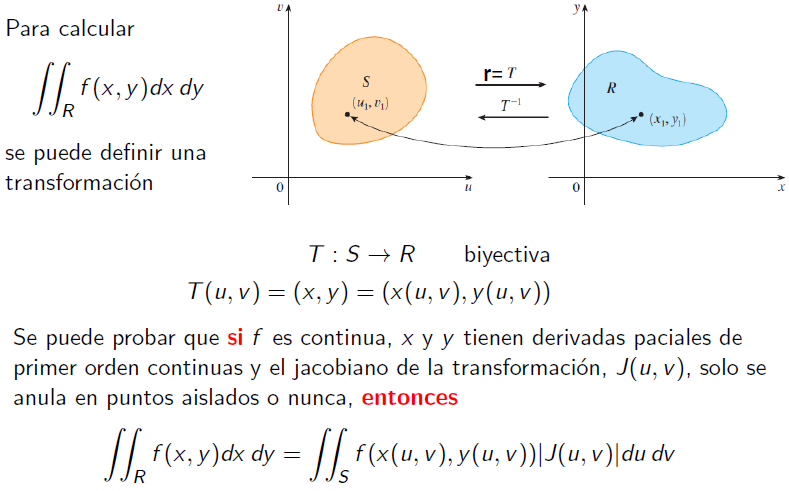 Para calcular
∬_R f(x, y)dx dy
se puede definir una
transformación
v
S
(u₁, v₁)
0
u
r= T
T⁻¹
y
R
(x₁, y₁)
0
x
T : S → R biyectiva
T(u, v) = (x, y) = (x(u, v), y(u, v))
Se puede probar que si f es continua, x y y tienen derivadas paciales de
primer orden continuas y el jacobiano de la transformación, J(u, v), solo se
anula en puntos aislados o nunca, entonces
∬_R f(x, y)dx dy = ∬_S f(x(u, v), y(u, v))|J(u, v)|du dv